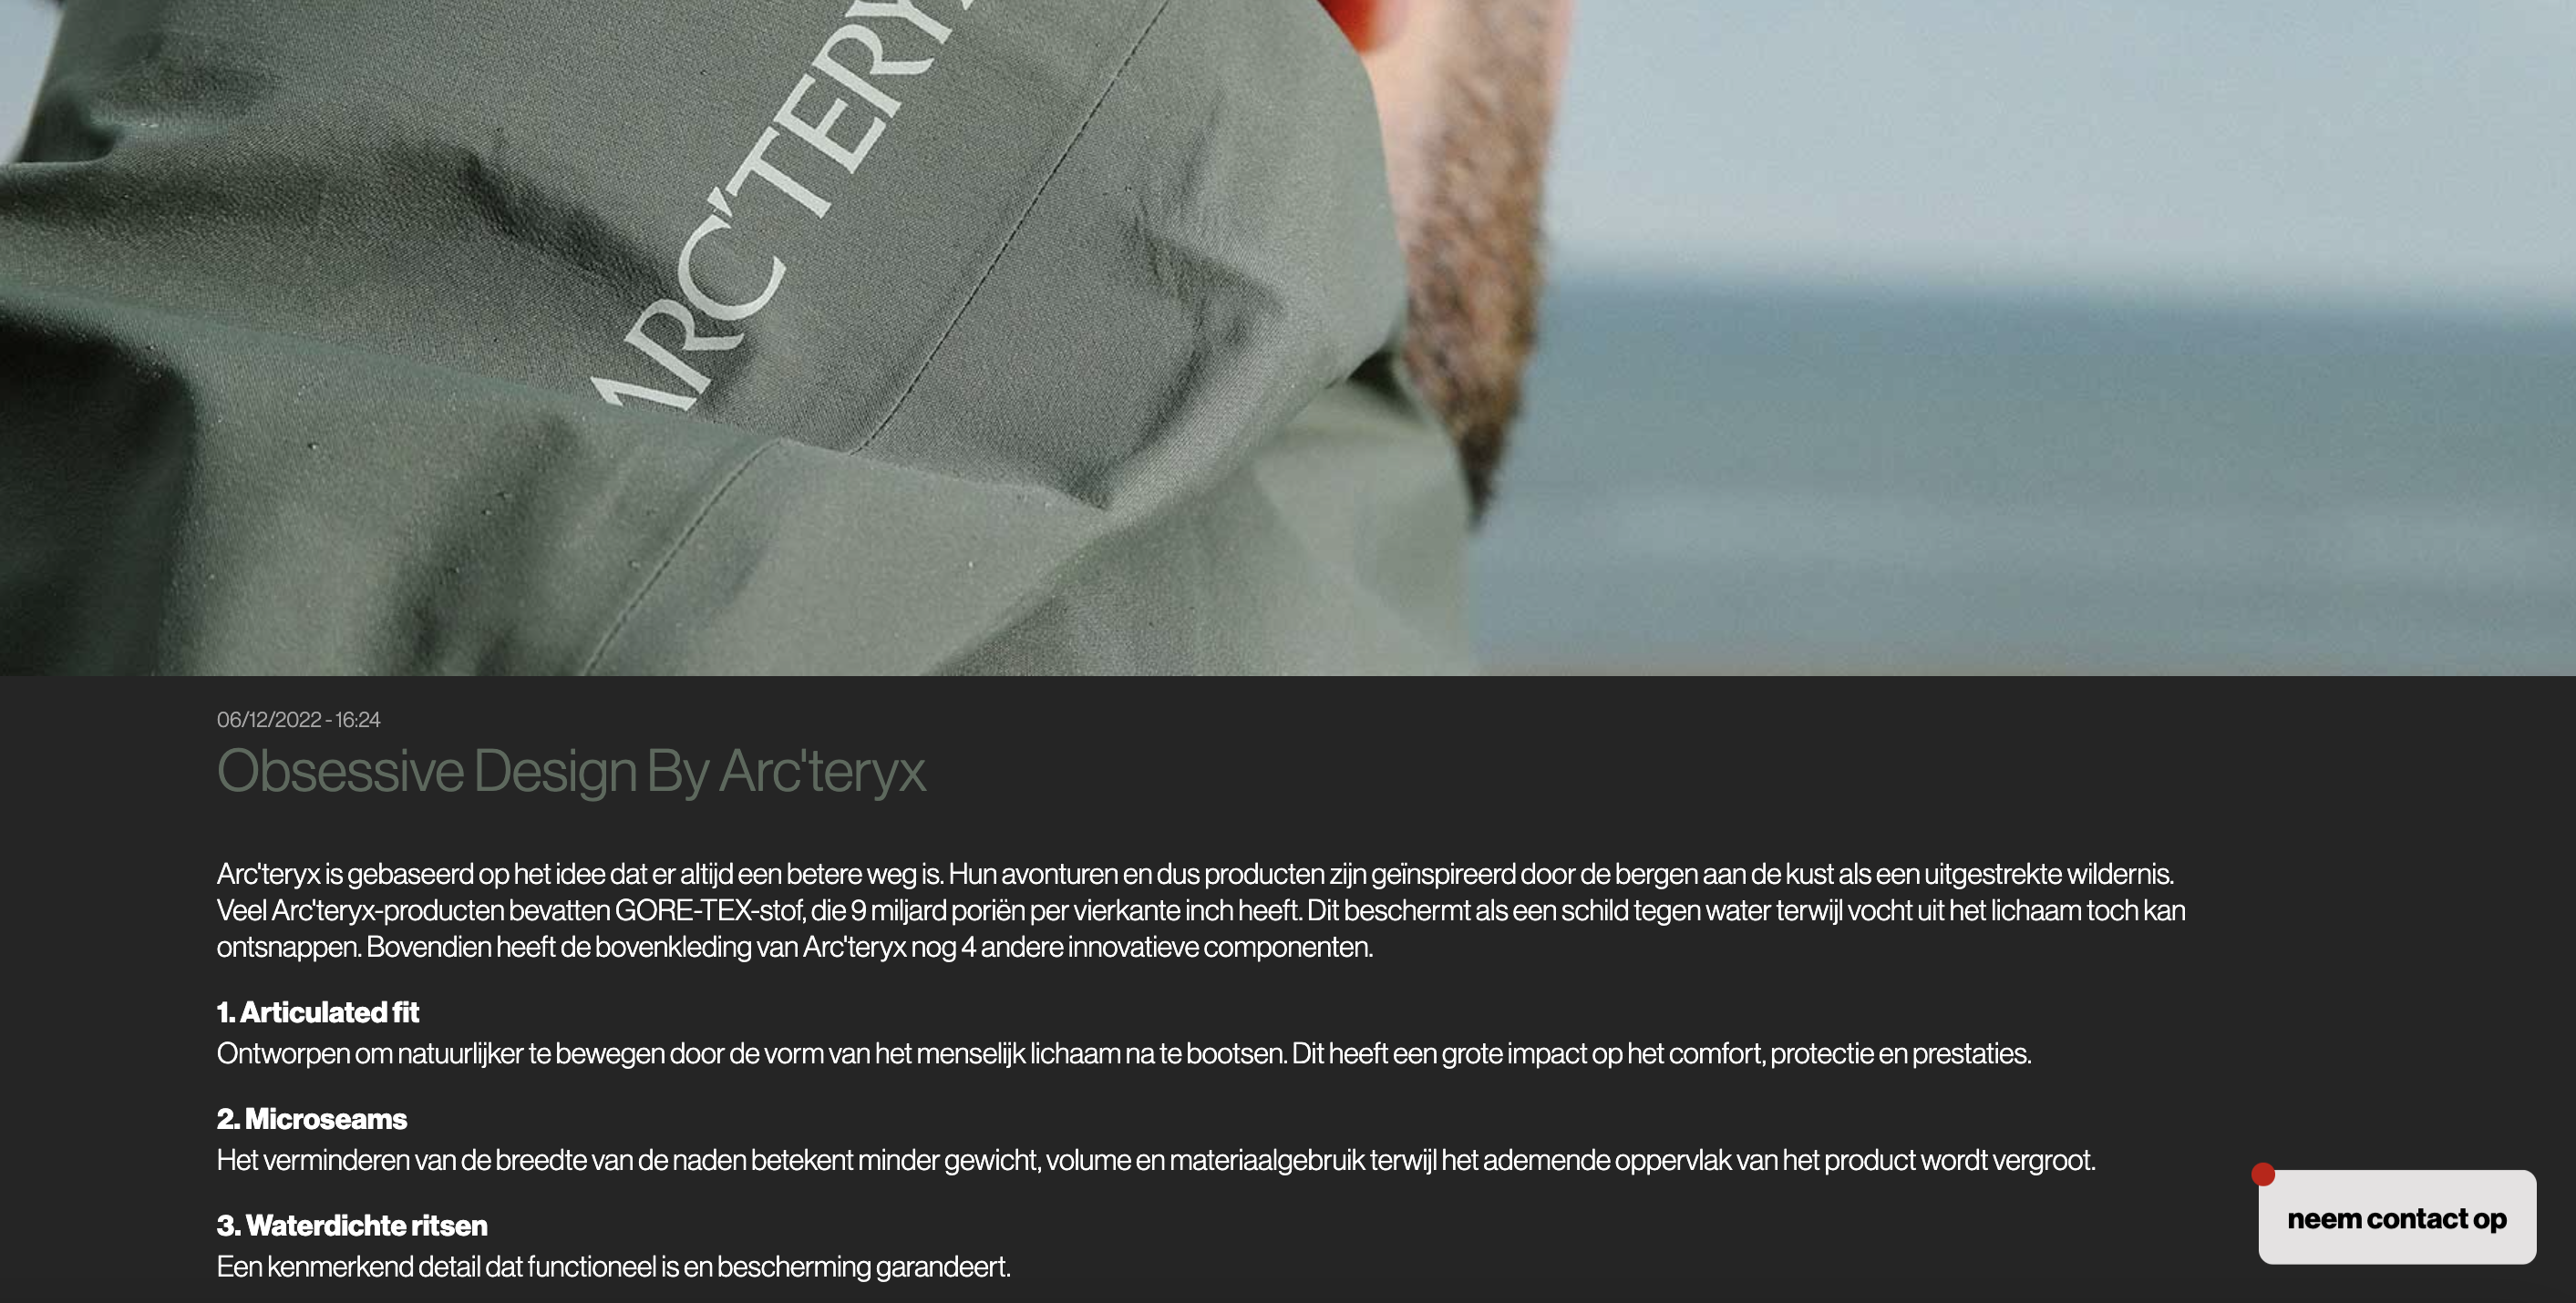 ARC'TERYX
06/12/2022 - 16:24
Obsessive Design By Arc'teryx
Arc'teryx is gebaseerd op het idee dat er altijd een betere weg is. Hun avonturen en dus producten zijn geïnspireerd door de bergen aan de kust als een uitgestrekte wildernis.
Veel Arc'teryx-producten bevatten GORE-TEX-stof, die 9 miljard poriën per vierkante inch heeft. Dit beschermt als een schild tegen water terwijl vocht uit het lichaam toch kan
ontsnappen. Bovendien heeft de bovenkleding van Arc'teryx nog 4 andere innovatieve componenten.
1. Articulated fit
Ontworpen om natuurlijker te bewegen door de vorm van het menselijk lichaam na te bootsen. Dit heeft een grote impact op het comfort, protectie en prestaties.
2. Microseams
Het verminderen van de breedte van de naden betekent minder gewicht, volume en materiaalgebruik terwijl het ademende oppervlak van het product wordt vergroot.
3. Waterdichte ritsen
Een kenmerkend detail dat functioneel is en bescherming garandeert.
neem contact op